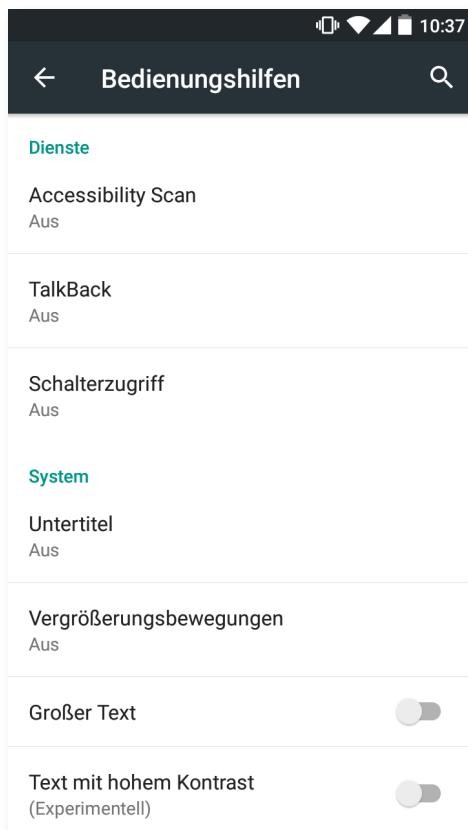 10:37
Bedienungshilfen
Dienste
Accessibility Scan
Aus
TalkBack
Aus
Schalterzugriff
Aus
System
Untertitel
Aus
Vergrößerungsbewegungen
Aus
Großer Text
Text mit hohem Kontrast
(Experimentell)